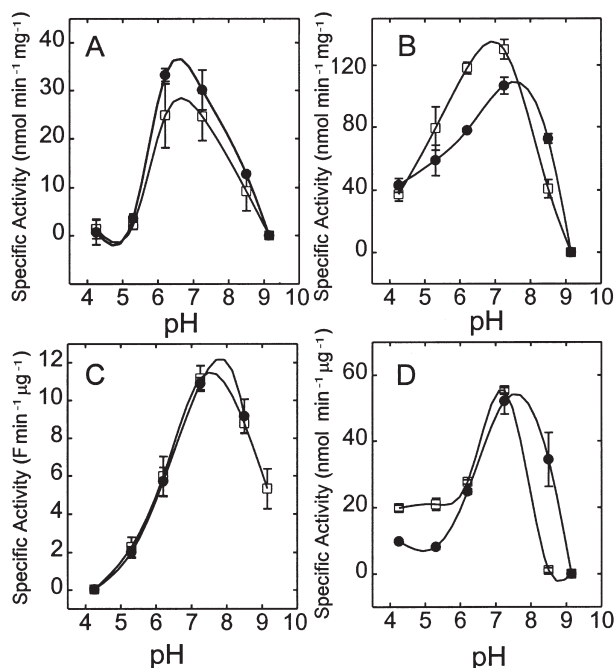 A
Specific Activity (nmol min⁻¹ mg⁻¹)
40
30
20
10
0
4 5 6 7 8 9 10
pH
B
Specific Activity (nmol min⁻¹ mg⁻¹)
120
80
40
0
4 5 6 7 8 9 10
pH
C
Specific Activity (F min⁻¹ µg⁻¹)
12
10
8
6
4
2
0
4 5 6 7 8 9 10
pH
D
Specific Activity (nmol min⁻¹ µg⁻¹)
60
40
20
0
4 5 6 7 8 9 10
pH